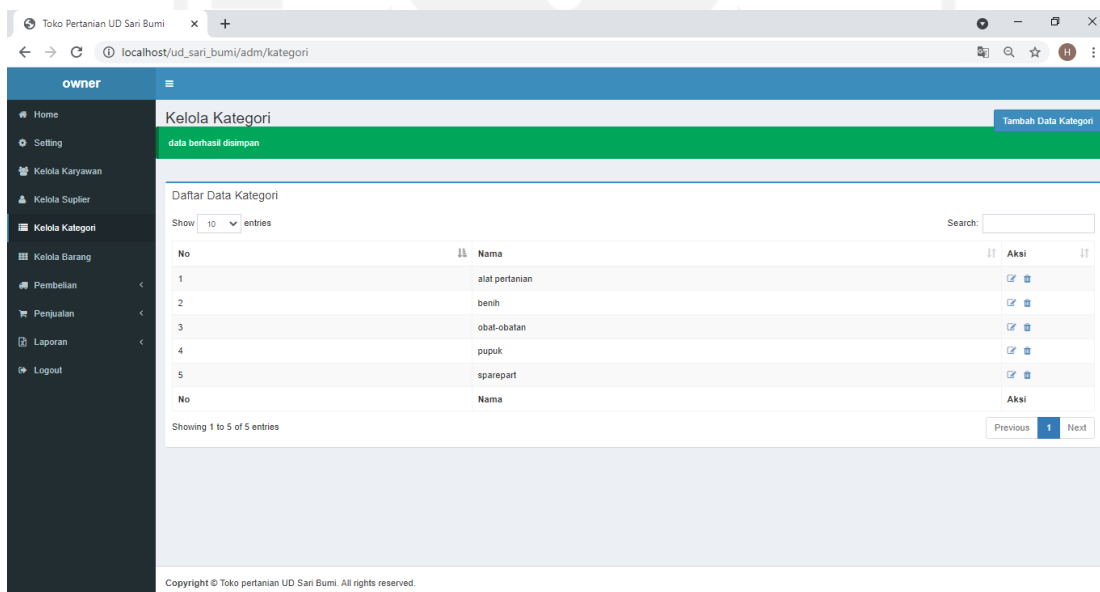 Toko Pertanian UD Sari Bumi
localhost/ud_sari_bumi/adm/kategori
H
owner
Home
Setting
Kelola Karyawan
Kelola Suplier
Kelola Kategori
Kelola Barang
Pembelian
Penjualan
Laporan
Logout
Kelola Kategori
Tambah Data Kategori
data berhasil disimpan
Daftar Data Kategori
Show 10 entries Search:
No Nama Aksi
1 alat pertanian
2 benih
3 obat-obatan
4 pupuk
5 sparepart
No Nama Aksi
Showing 1 to 5 of 5 entries Previous 1 Next
Copyright © Toko pertanian UD Sari Bumi. All rights reserved.